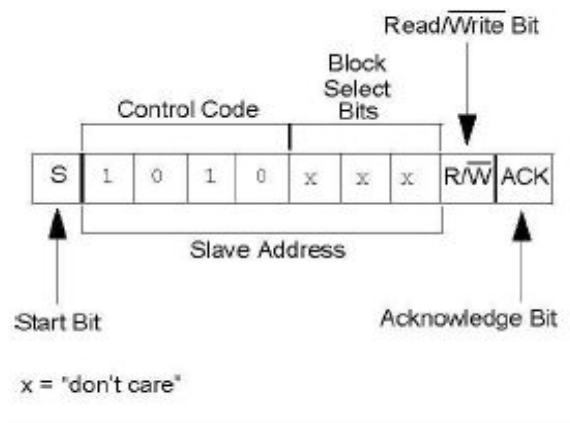 Read/Write Bit
Block
Select
Bits
Control Code
S 1 0 1 0 x x x R/W ACK
Slave Address
Start Bit
Acknowledge Bit
x = "don't care"